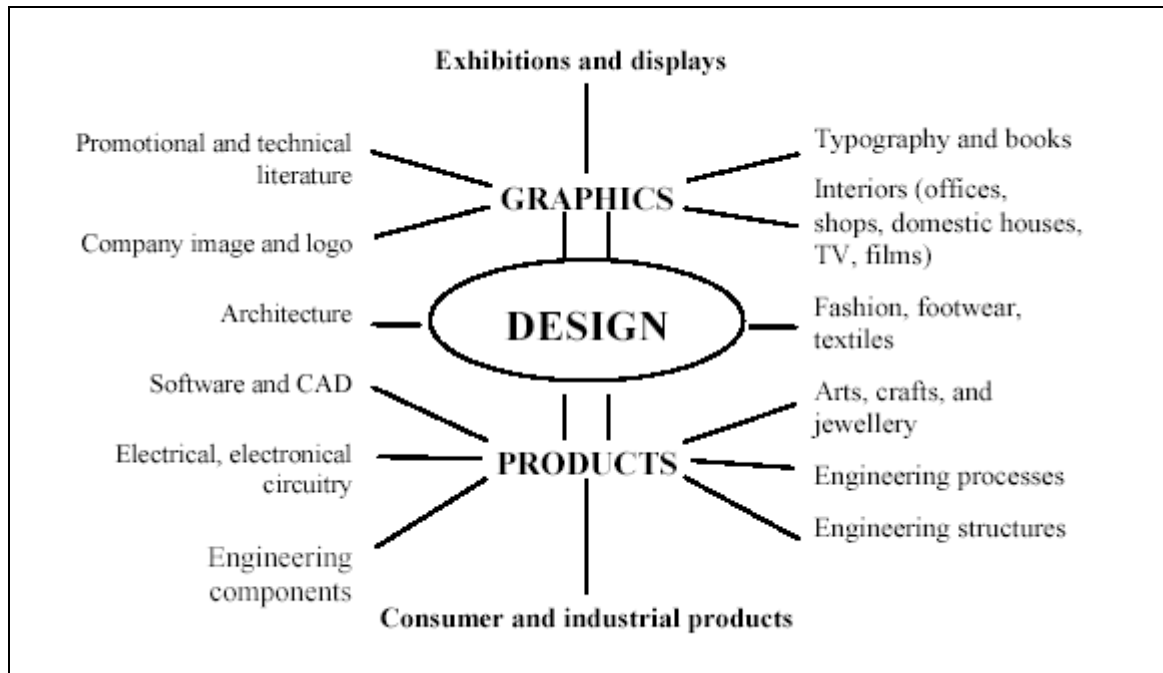 Exhibitions and displays
Promotional and technical
literature
Company image and logo
Architecture
Software and CAD
Electrical, electronical
circuitry
Engineering
components
GRAPHICS
DESIGN
PRODUCTS
Typography and books
Interiors (offices,
shops, domestic houses,
TV, films)
Fashion, footwear,
textiles
Arts, crafts, and
jewellery
Engineering processes
Engineering structures
Consumer and industrial products